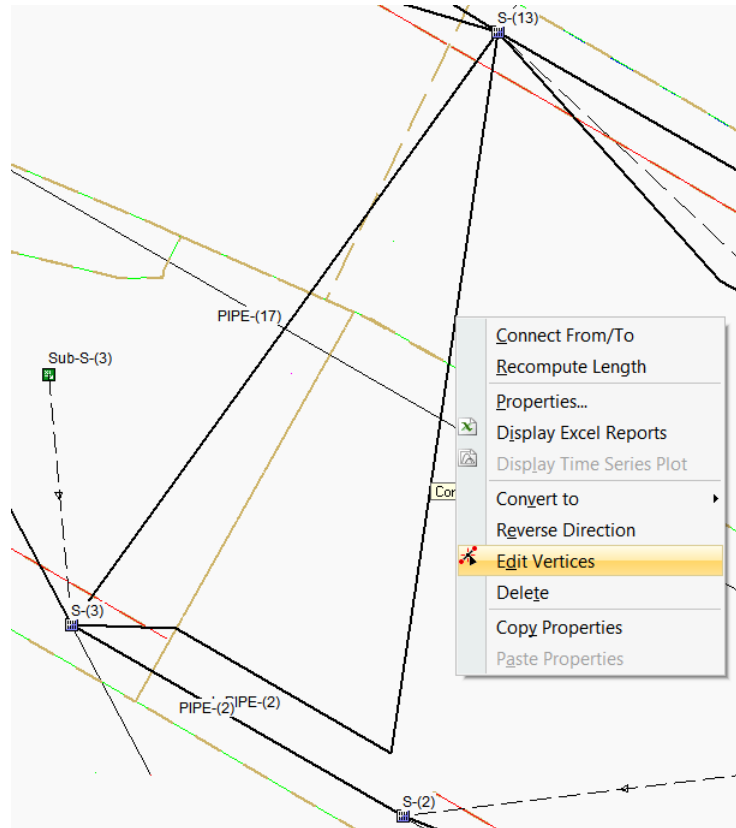 S-(13)
PIPE-(17)
Sub-S-(3)
Connect From/To
Recompute Length
Properties...
Display Excel Reports
Display Time Series Plot
Cor
Convert to
Reverse Direction
Edit Vertices
Delete
Copy Properties
Paste Properties
S-(3)
PIPE-(2)
PIPE-(2)
S-(2)